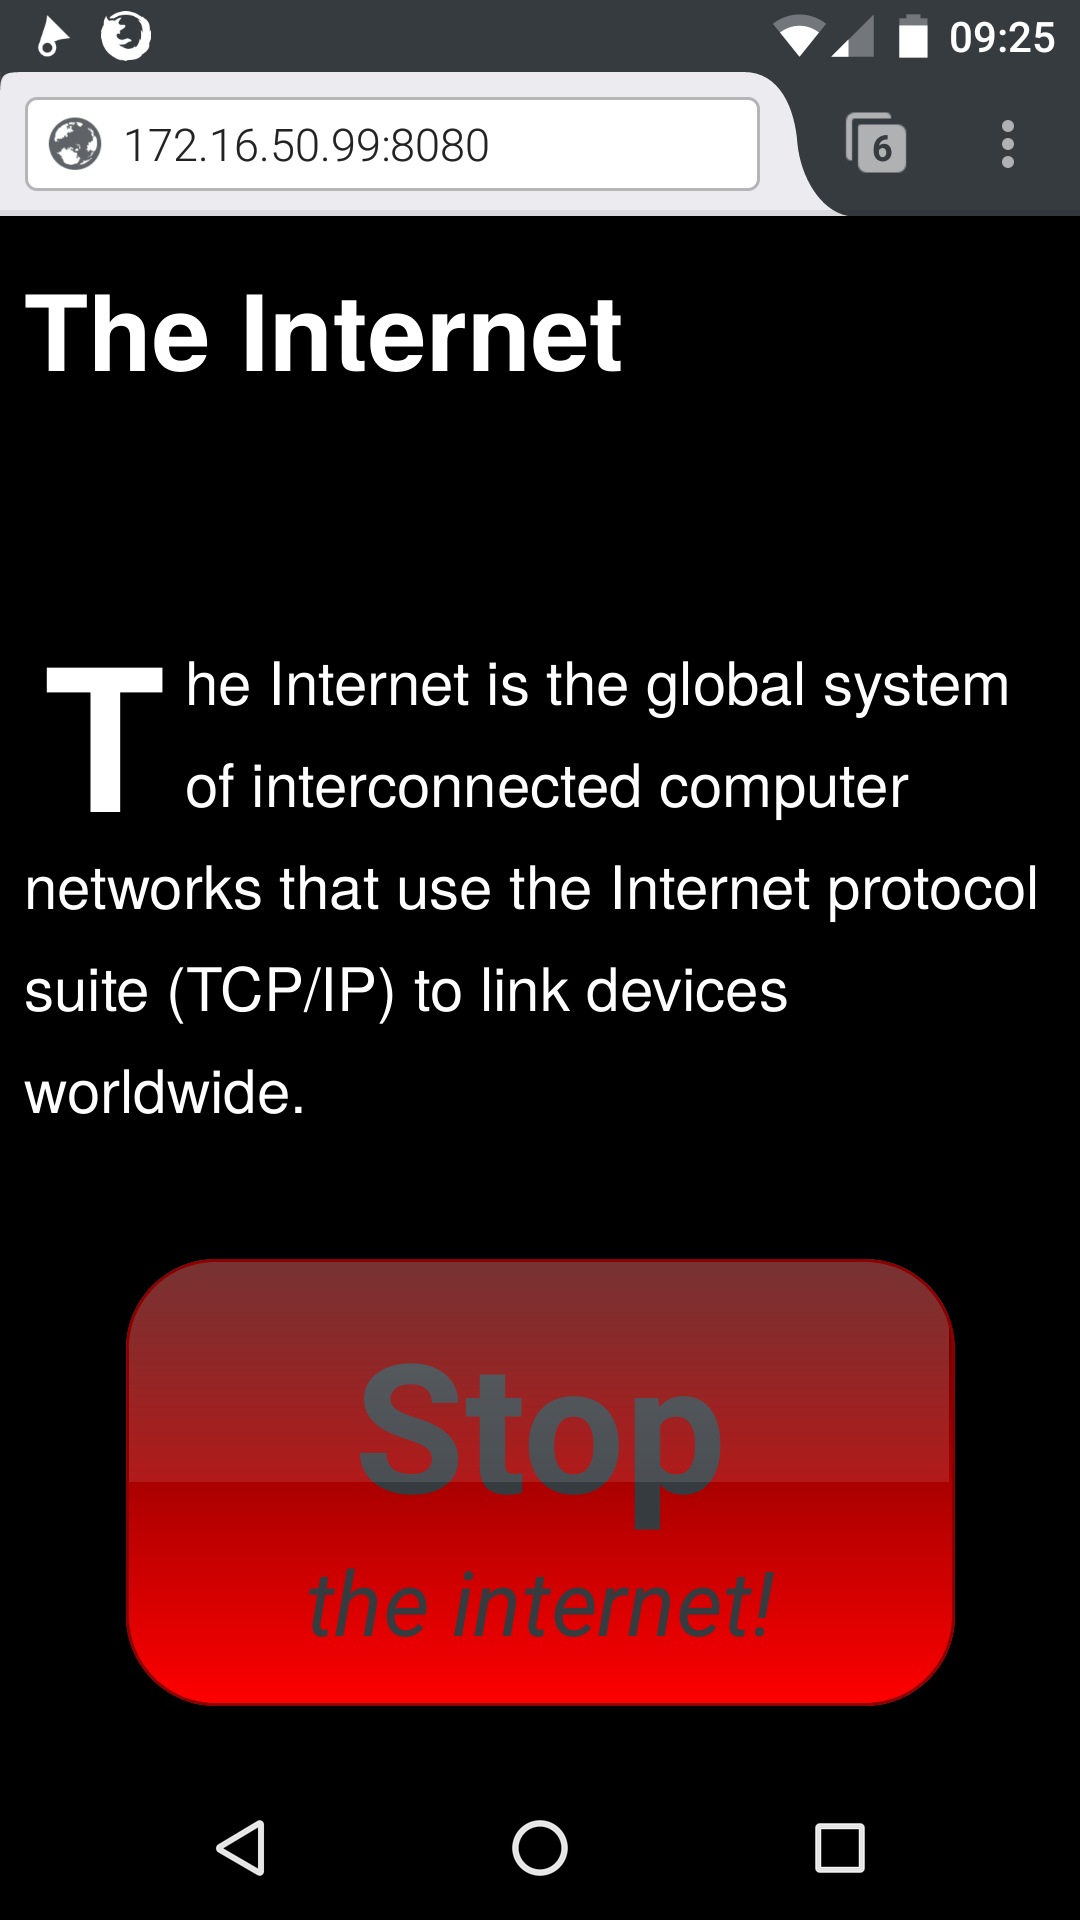 09:25
172.16.50.99:8080
6
The Internet
The Internet is the global system
of interconnected computer
networks that use the Internet protocol
suite (TCP/IP) to link devices
worldwide.
Stop
the internet!